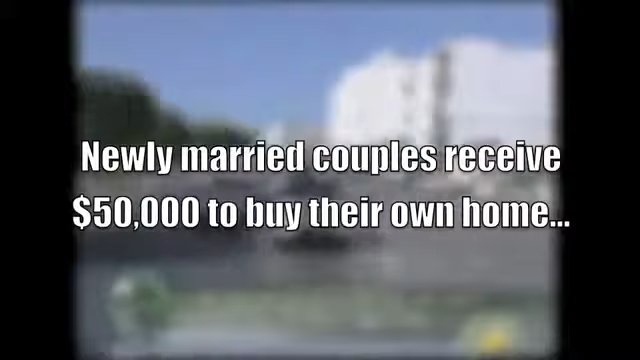 Newly married couples receive
$50,000 to buy their own home...